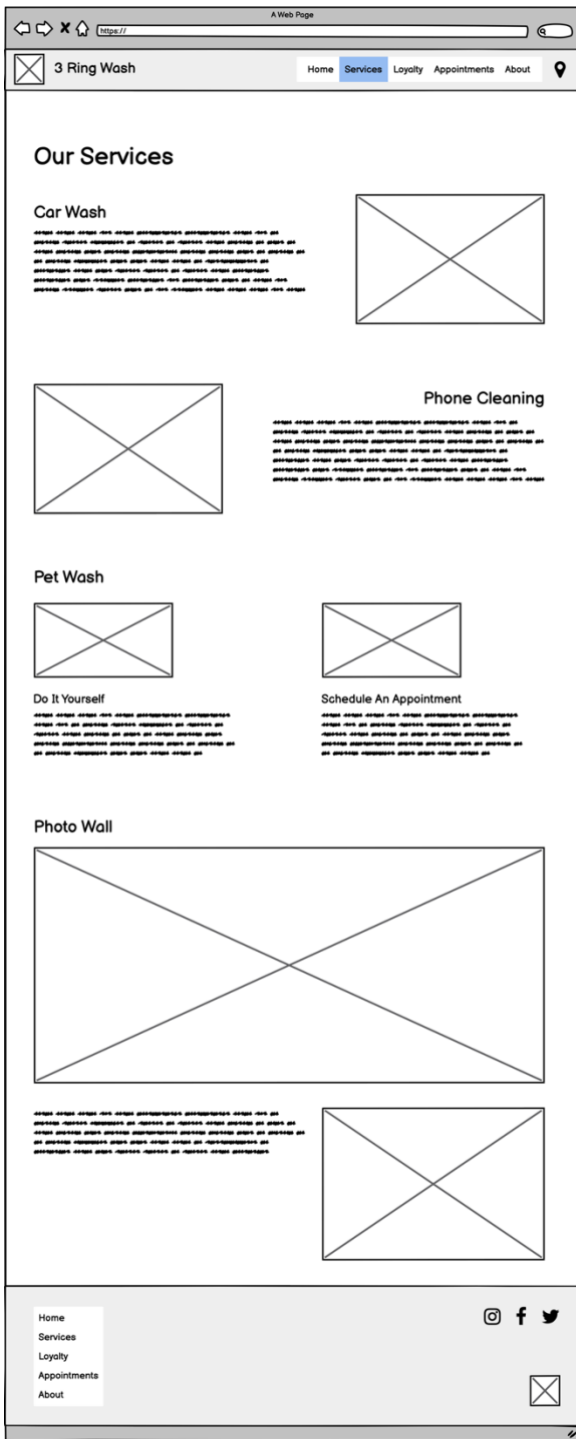 A Web Page
https://
3 Ring Wash
Home Services Loyalty Appointments About
Our Services
Car Wash
Phone Cleaning
Pet Wash
Do It Yourself
Schedule An Appointment
Photo Wall
Home
Services
Loyalty
Appointments
About